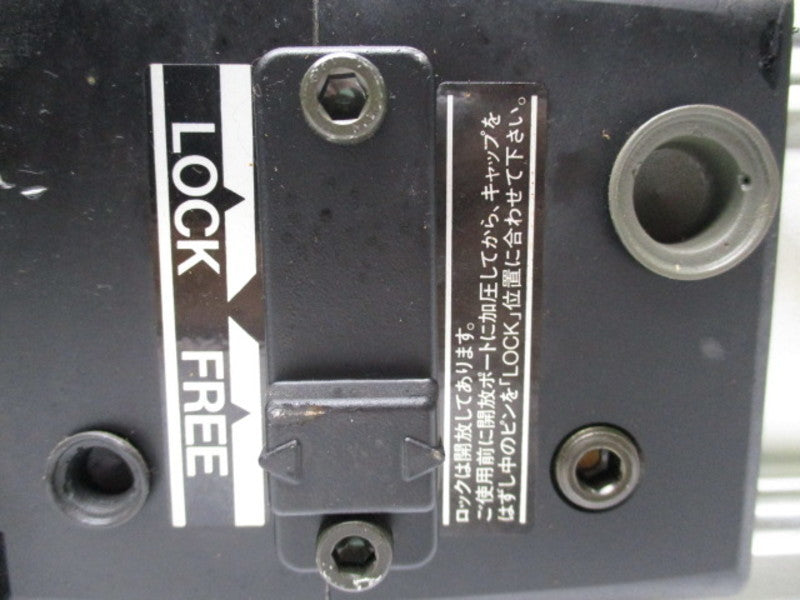 LOCK
FREE
ロックは開放してあります。
ご使用前に開放ポートに加圧してから、キャップを
はずし中のピンを「LOCK」位置に合わせて下さい。